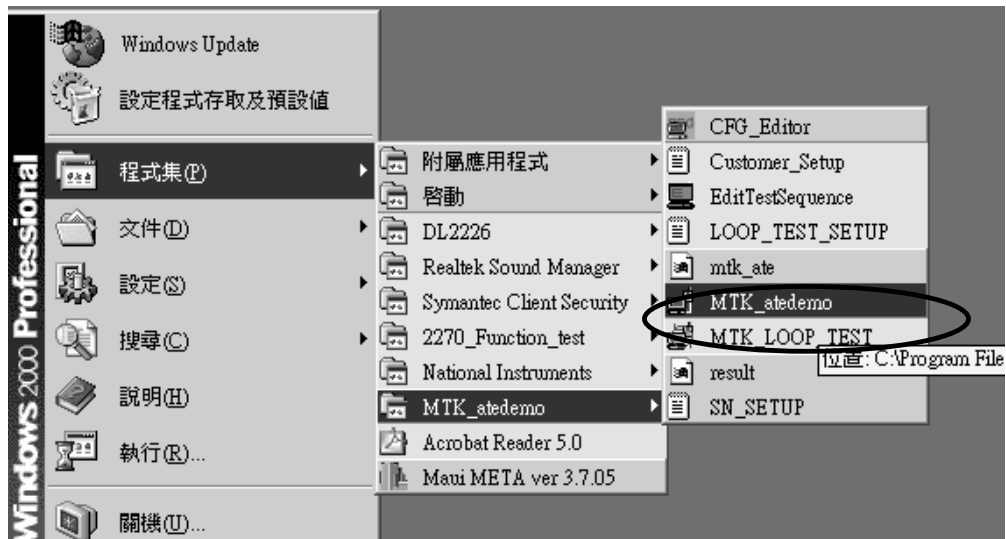 Windows 2000 Professional
Windows Update
設定程式存取及預設值
程式集(P)
文件(D)
設定(S)
搜尋(C)
說明(H)
執行(R)...
關機(U)...
附屬應用程式
啓動
DL2226
Realtek Sound Manager
Symantec Client Security
2270_Function_test
National Instruments
MTK_atedemo
Acrobat Reader 5.0
Maui META ver 3.7.05
CFG_Editor
Customer_Setup
EditTestSequence
LOOP_TEST_SETUP
mtk_ate
MTK_atedemo
MTK_LOOP_TEST
位置: C:\Program File
result
SN_SETUP